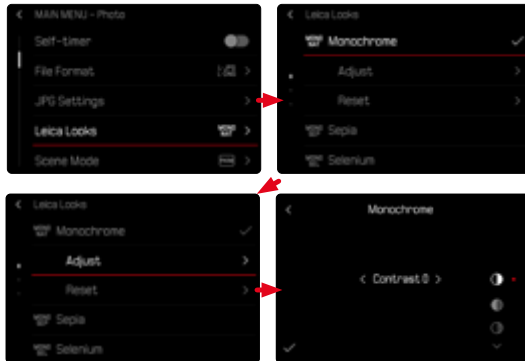 MAIN MENU - Photo
Self-timer
File Format
JPG Settings
Leica Looks
Scene Mode
Leica Looks
Monochrome
Adjust
Reset
Sepia
Selenium
Leica Looks
Monochrome
Adjust
Reset
Sepia
Selenium
Monochrome
Contrast 0